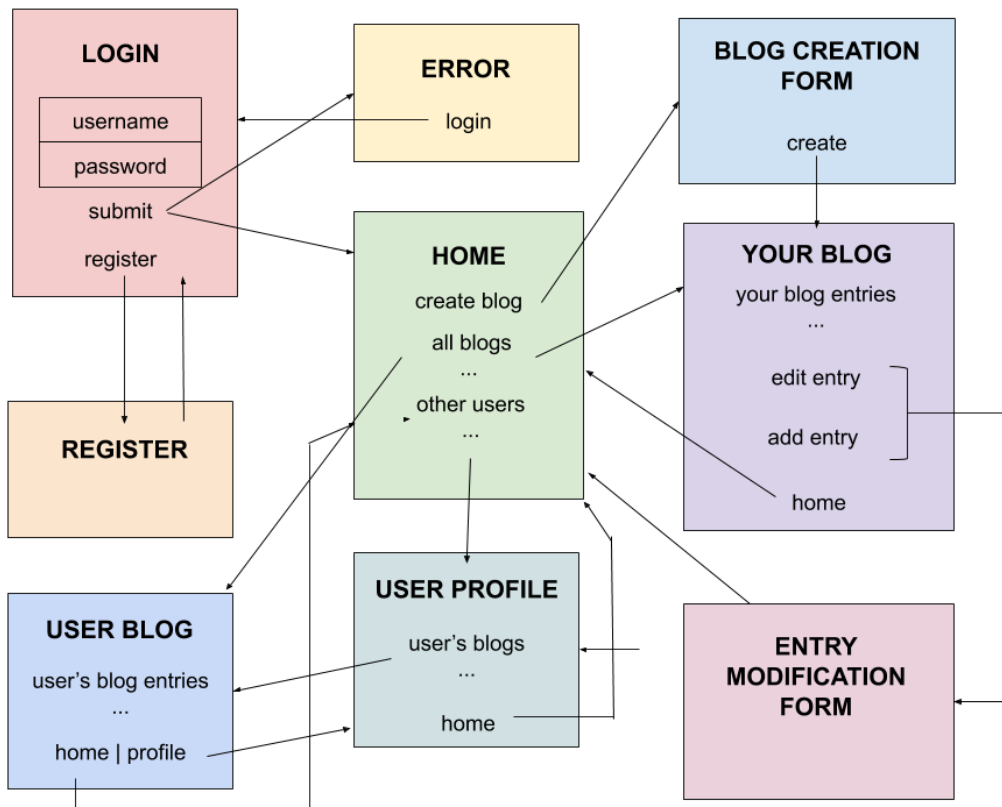 LOGIN
username
password
submit
register
ERROR
login
BLOG CREATION
FORM
create
HOME
create blog
all blogs
...
other users
...
YOUR BLOG
your blog entries
...
edit entry
add entry
home
REGISTER
USER BLOG
user’s blog entries
...
home | profile
USER PROFILE
user’s blogs
...
home
ENTRY
MODIFICATION
FORM